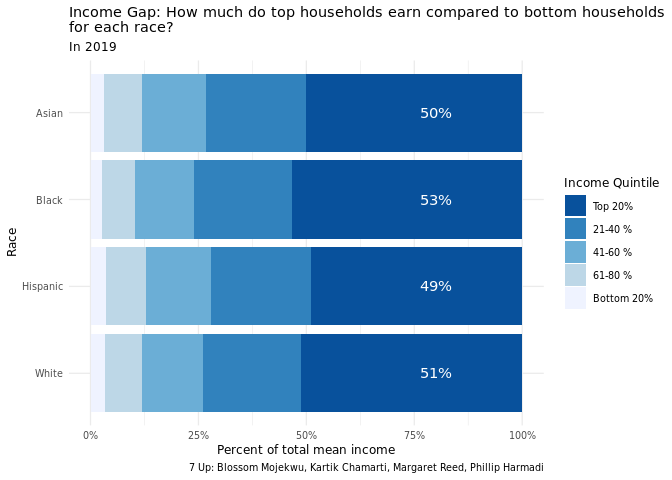 Income Gap: How much do top households earn compared to bottom households
for each race?
In 2019
Race
Asian
50%
Black
53%
Hispanic
49%
White
51%
0%
25%
50%
75%
100%
Percent of total mean income
Income Quintile
Top 20%
21-40 %
41-60 %
61-80 %
Bottom 20%
7 Up: Blossom Mojekwu, Kartik Chamarti, Margaret Reed, Phillip Harmadi